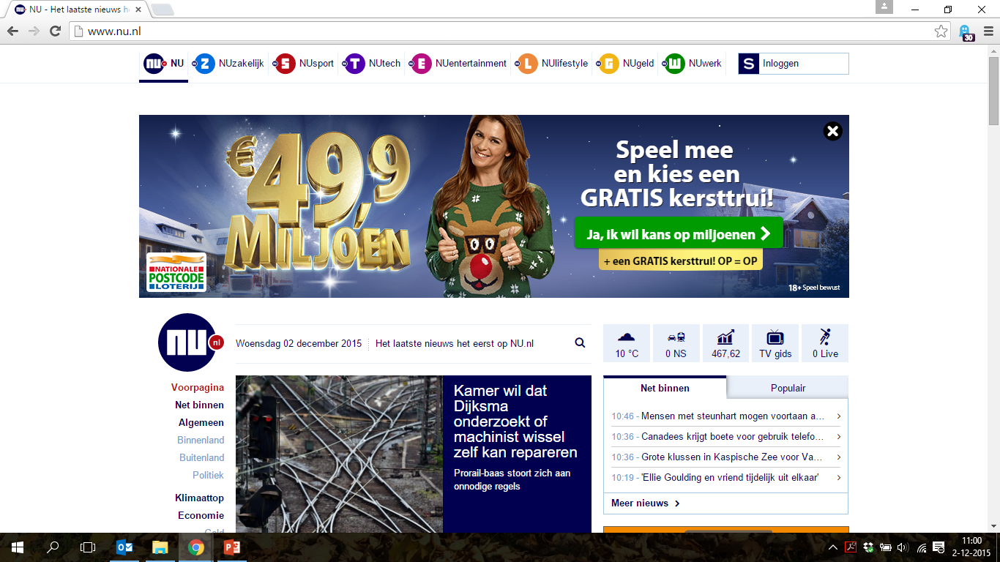 NU - Het laatste nieuws h
www.nu.nl
30
NU NU
Z NUzakelijk
S NUsport
T NUtech
E NUentertainment
L NUlifestyle
G NUgeld
W NUwerk
S Inloggen
€49,9
MILJOEN
NATIONALE
POSTCODE
LOTERIJ
Speel mee
en kies een
GRATIS kersttrui!
Ja, ik wil kans op miljoenen
+ een GRATIS kersttrui! OP = OP
18+ Speel bewust
nu nl
Woensdag 02 december 2015 Het laatste nieuws het eerst op NU.nl
10 °C
0 NS
467,62
TV gids
0 Live
Voorpagina
Net binnen
Algemeen
Binnenland
Buitenland
Politiek
Klimaattop
Economie
Geld
Kamer wil dat
Dijksma
onderzoekt of
machinist wissel
zelf kan repareren
Prorail-baas stoort zich aan
onnodige regels
Net binnen Populair
10:46 - Mensen met steunhart mogen voortaan a...
10:36 - Canadees krijgt boete voor gebruik telefo...
10:36 - Grote klussen in Kaspische Zee voor Va...
10:19 - 'Ellie Goulding en vriend tijdelijk uit elkaar'
Meer nieuws
11:00
2-12-2015